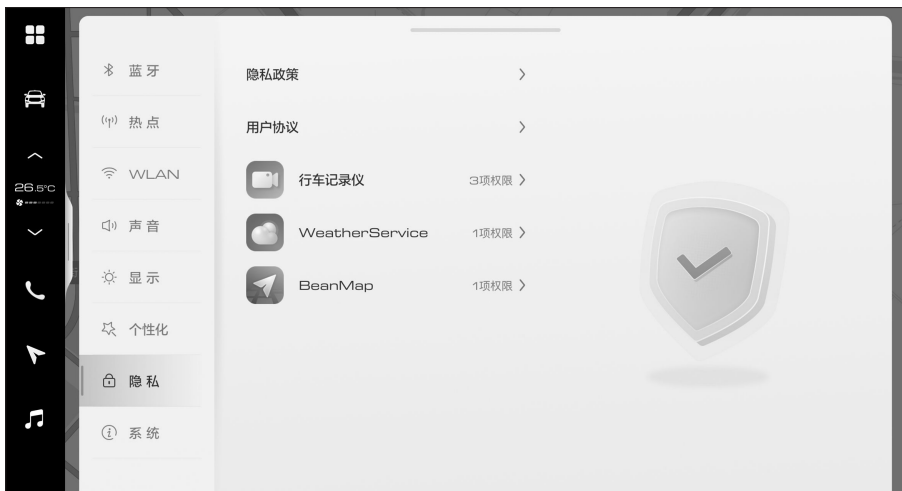 26.5°C
蓝牙
热点
WLAN
声音
显示
个性化
隐私
系统
隐私政策
用户协议
行车记录仪 3项权限
WeatherService 1项权限
BeanMap 1项权限